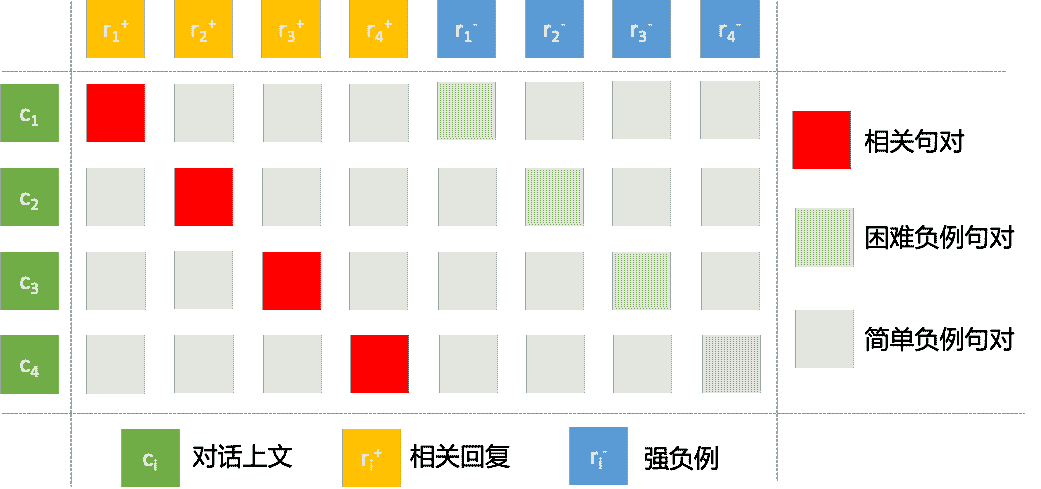 r₁⁺ r₂⁺ r₃⁺ r₄⁺ r₁⁻ r₂⁻ r₃⁻ r₄⁻
c₁
相关句对
c₂
困难负例句对
c₃
简单负例句对
c₄
cᵢ 对话上文 rᵢ⁺ 相关回复 rᵢ⁻ 强负例